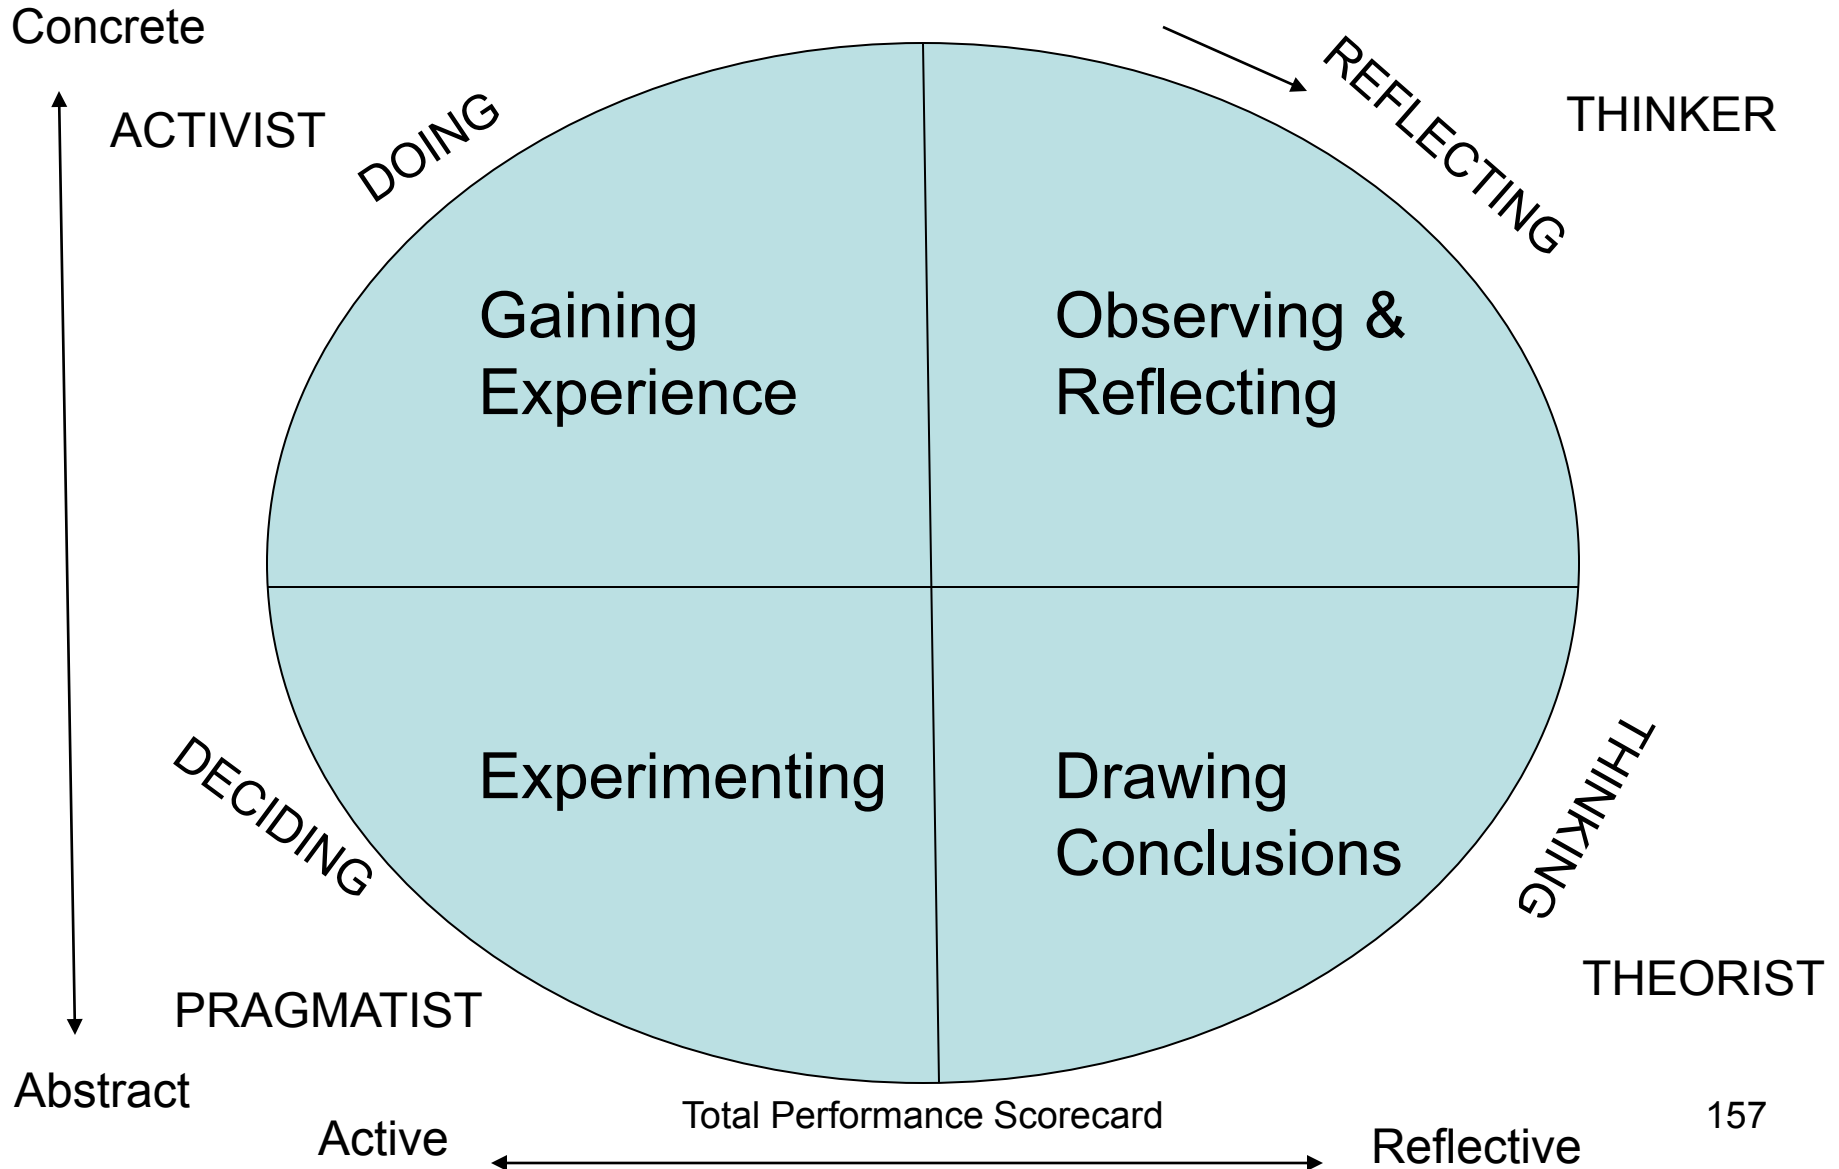 Concrete
ACTIVIST
DOING
REFLECTING
THINKER
Gaining
Experience
Observing &
Reflecting
DECIDING
Experimenting
Drawing
Conclusions
THINKING
PRAGMATIST
THEORIST
Abstract
Active
Total Performance Scorecard
Reflective
157